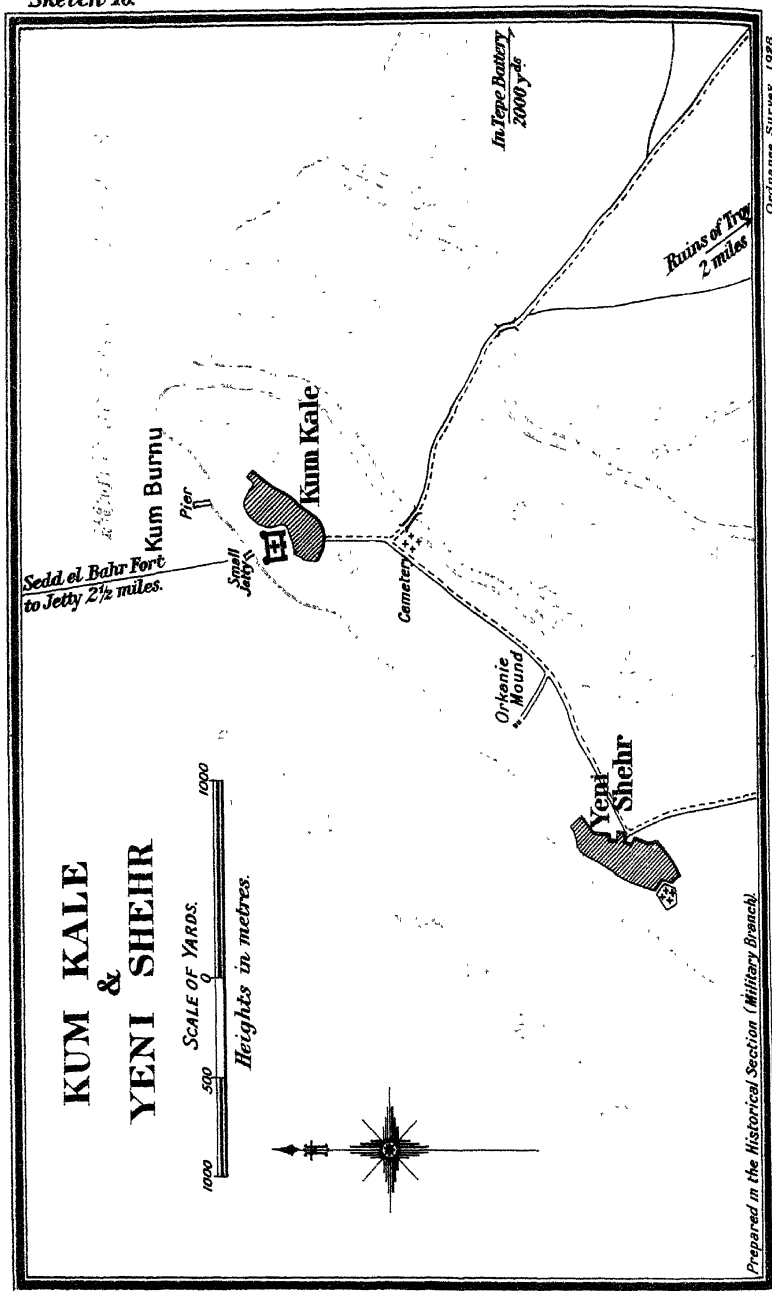 Sketch 18.
KUM KALE
&
YENI SHEHR
SCALE OF YARDS.
1000 500 0 1000
Heights in metres.
Sedd el Bahr Fort
to Jetty 2½ miles.
Kum Burnu
Pier
Small
Jetty
Kum Kale
In Tepe Battery
2000 yds
Cemetery
Orkanie
Mound
Yeni
Shehr
Ruins of Troy
2 miles
Prepared in the Historical Section (Military Branch).
Ordnance Survey, 1928